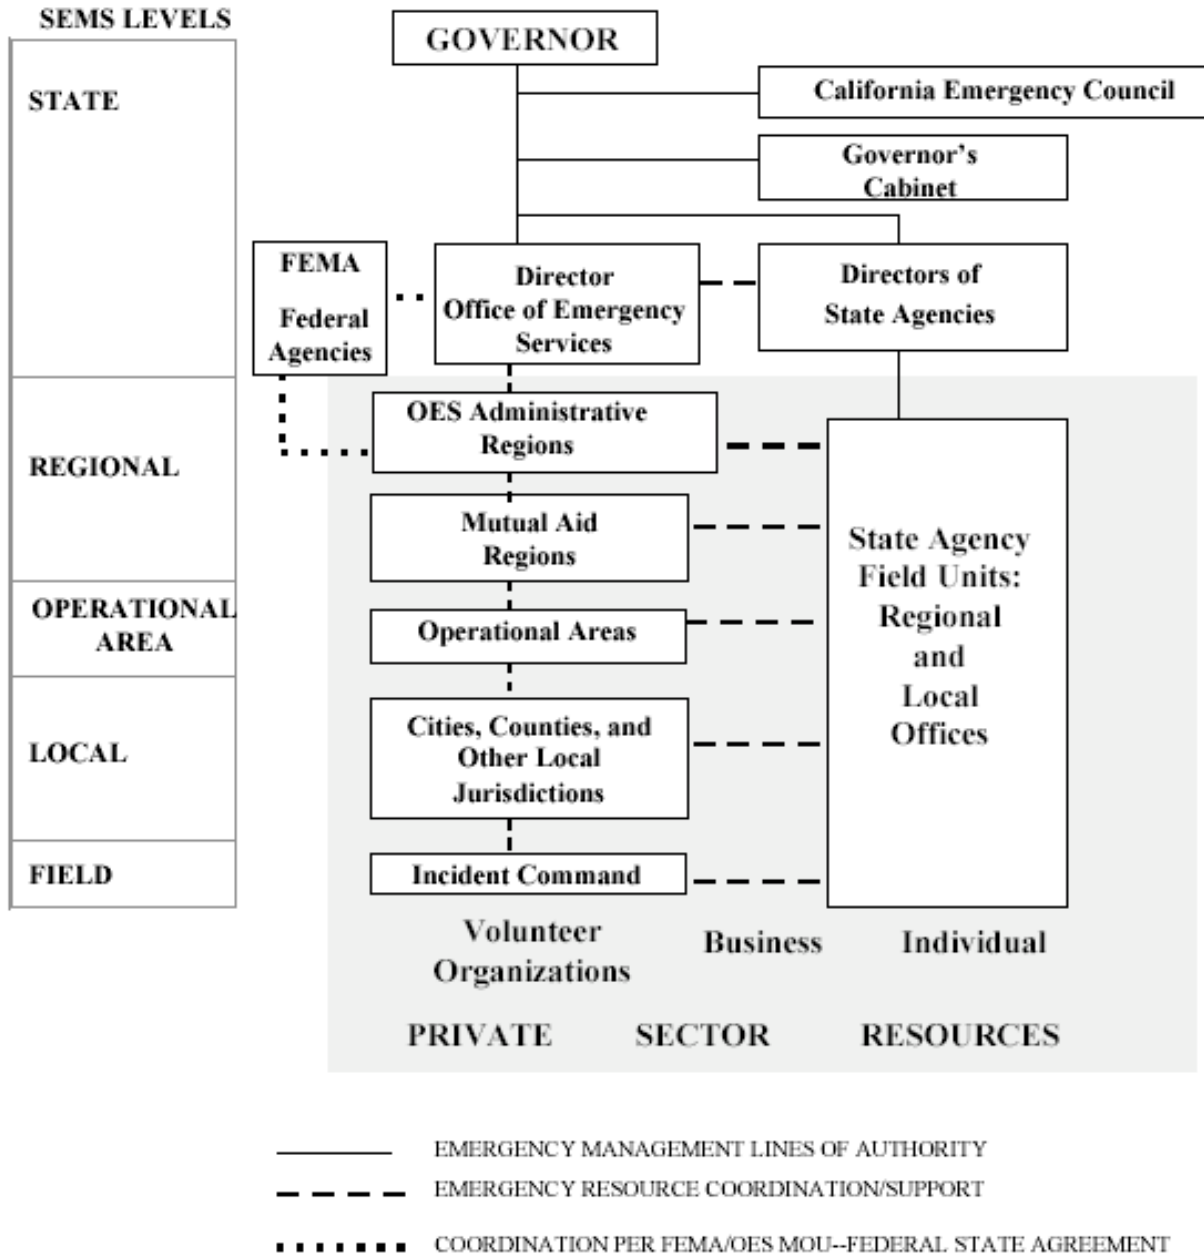 SEMS LEVELS
GOVERNOR
STATE
California Emergency Council
Governor's
Cabinet
FEMA
Federal
Agencies
Director
Office of Emergency
Services
Directors of
State Agencies
REGIONAL
OES Administrative
Regions
Mutual Aid
Regions
State Agency
Field Units:
Regional
and
Local
Offices
OPERATIONAL
AREA
Operational Areas
LOCAL
Cities, Counties, and
Other Local
Jurisdictions
FIELD
Incident Command
Volunteer
Organizations
Business
Individual
PRIVATE SECTOR RESOURCES
EMERGENCY MANAGEMENT LINES OF AUTHORITY
EMERGENCY RESOURCE COORDINATION/SUPPORT
COORDINATION PER FEMA/OES MOU--FEDERAL STATE AGREEMENT